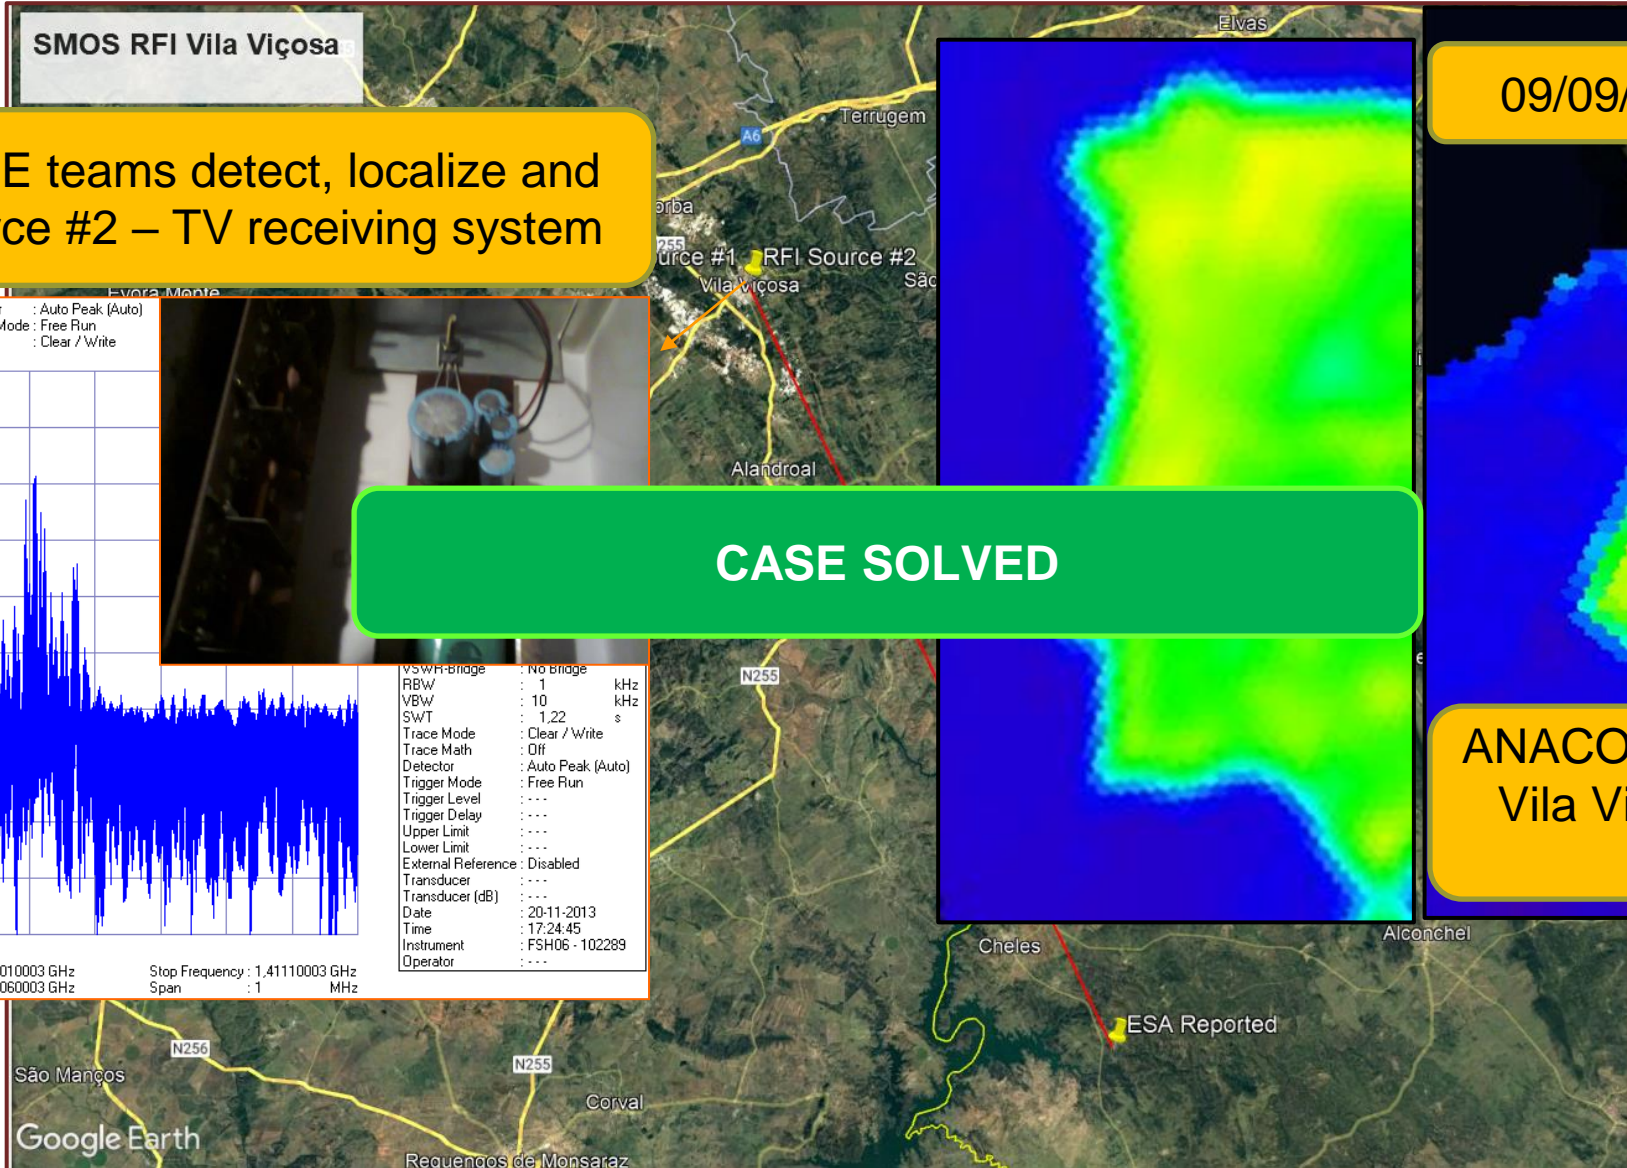 SMOS RFI Vila Viçosa
Elvas
09/09/
Terrugem
A6
E teams detect, localize and
ce #2 – TV receiving system
orba
255
urce #1
RFI Source #2
Vila Viçosa
São
Evora Monte
: Auto Peak (Auto)
Mode : Free Run
: Clear / Write
Alandroal
CASE SOLVED
VSWR-Bridge : No Bridge
RBW : 1 kHz
VBW : 10 kHz
SWT : 1,22 s
Trace Mode : Clear / Write
Trace Math : Off
Detector : Auto Peak (Auto)
Trigger Mode : Free Run
Trigger Level : - - -
Trigger Delay : - - -
Upper Limit : - - -
Lower Limit : - - -
External Reference : Disabled
Transducer : - - -
Transducer (dB) : - - -
Date : 20-11-2013
Time : 17:24:45
Instrument : FSH06 - 102289
Operator : - - -
010003 GHz Stop Frequency : 1,41110003 GHz
060003 GHz Span : 1 MHz
N255
ANACO
Vila Vi
Alconchel
Cheles
ESA Reported
N256
N255
São Manços
Corval
Google Earth
Reguengos de Monsaraz